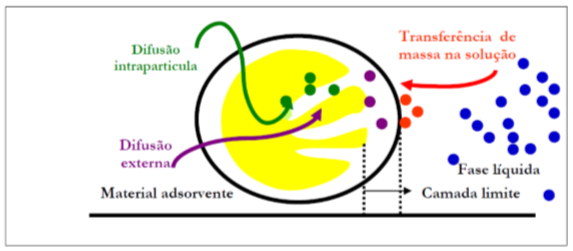 Difusão
intraparticula
Transferência de
massa na solução
Difusão
externa
Fase líquida
Material adsorvente
Camada limite